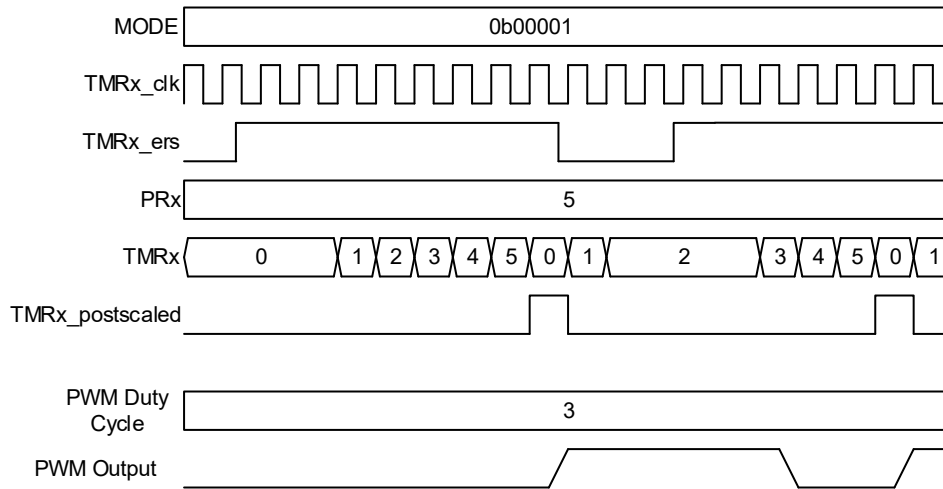 MODE 0b00001
TMRx_clk
TMRx_ers
PRx 5
TMRx 0 1 2 3 4 5 0 1 2 3 4 5 0 1
TMRx_postscaled
PWM Duty
Cycle 3
PWM Output